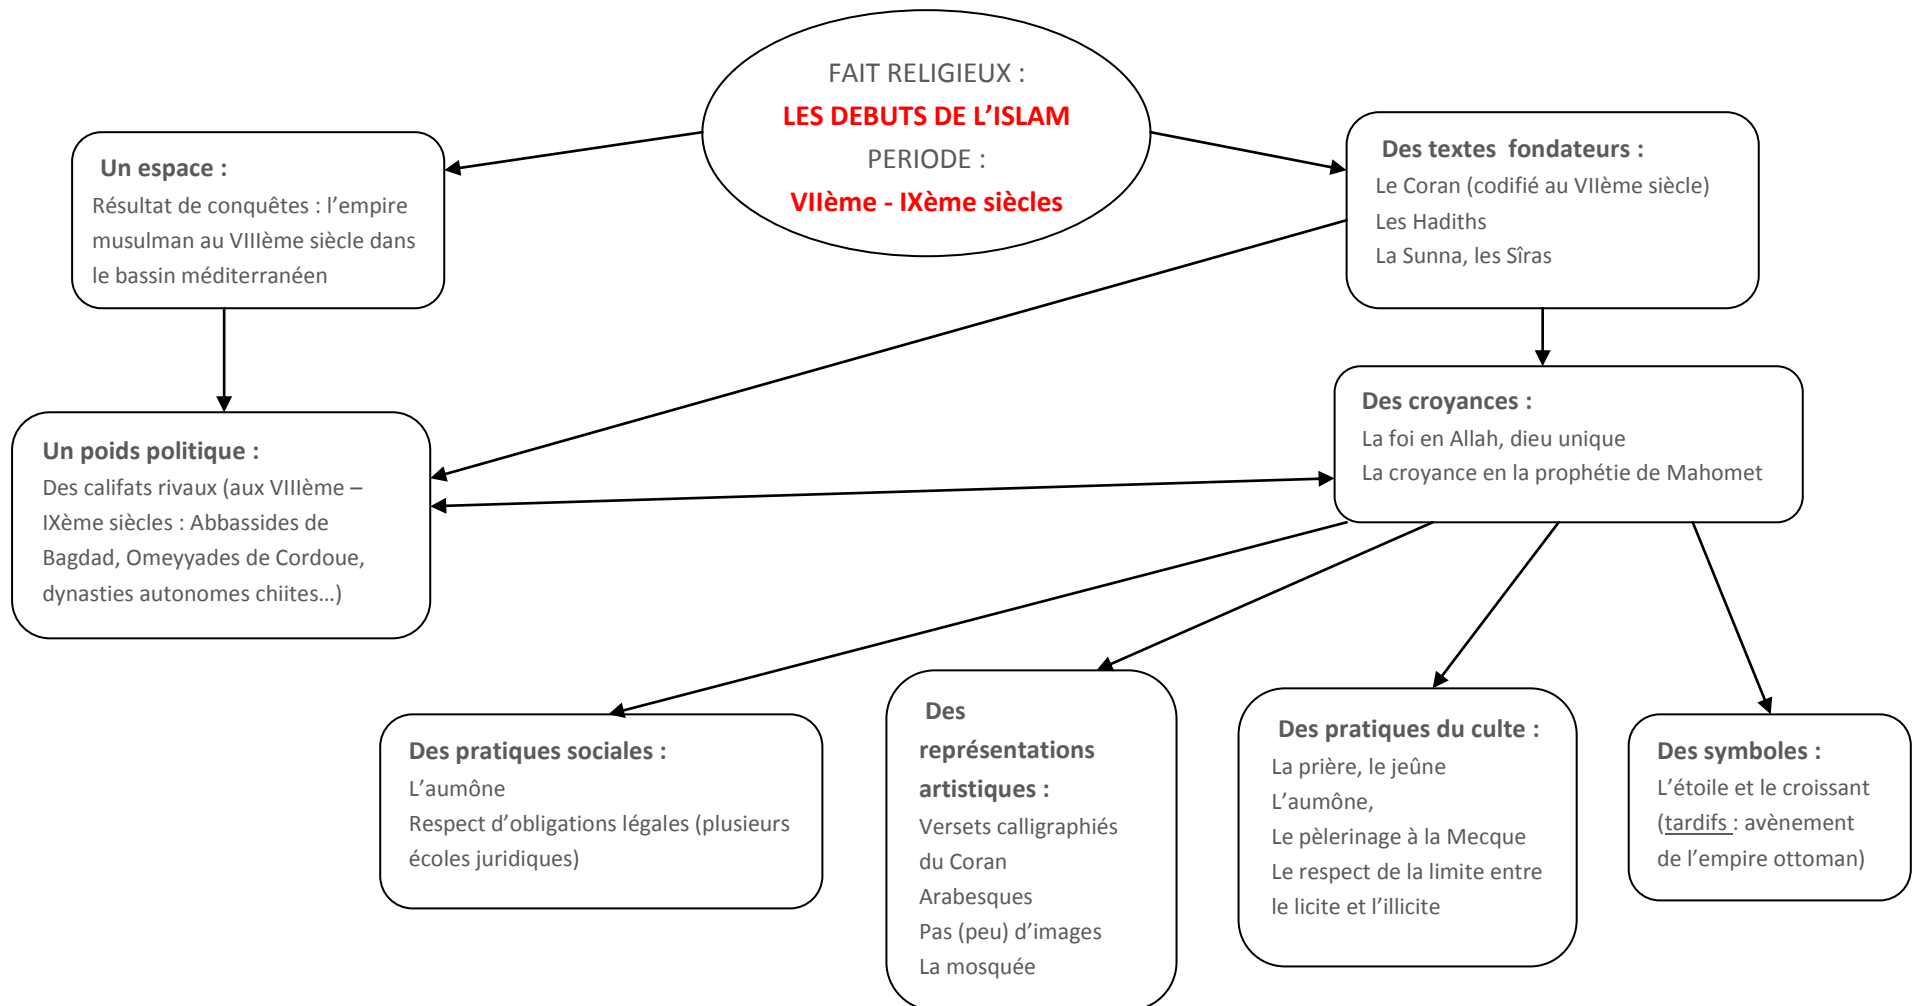 FAIT RELIGIEUX :
LES DEBUTS DE L’ISLAM
PERIODE :
VIIème - IXème siècles
Un espace :
Résultat de conquêtes : l’empire
musulman au VIIIème siècle dans
le bassin méditerranéen
Des textes fondateurs :
Le Coran (codifié au VIIème siècle)
Les Hadiths
La Sunna, les Sîras
Un poids politique :
Des califats rivaux (aux VIIIème –
IXème siècles : Abbassides de
Bagdad, Omeyyades de Cordoue,
dynasties autonomes chiites…)
Des croyances :
La foi en Allah, dieu unique
La croyance en la prophétie de Mahomet
Des pratiques sociales :
L’aumône
Respect d’obligations légales (plusieurs
écoles juridiques)
Des
représentations
artistiques :
Versets calligraphiés
du Coran
Arabesques
Pas (peu) d’images
La mosquée
Des pratiques du culte :
La prière, le jeûne
L’aumône,
Le pèlerinage à la Mecque
Le respect de la limite entre
le licite et l’illicite
Des symboles :
L’étoile et le croissant
(tardifs : avènement
de l’empire ottoman)